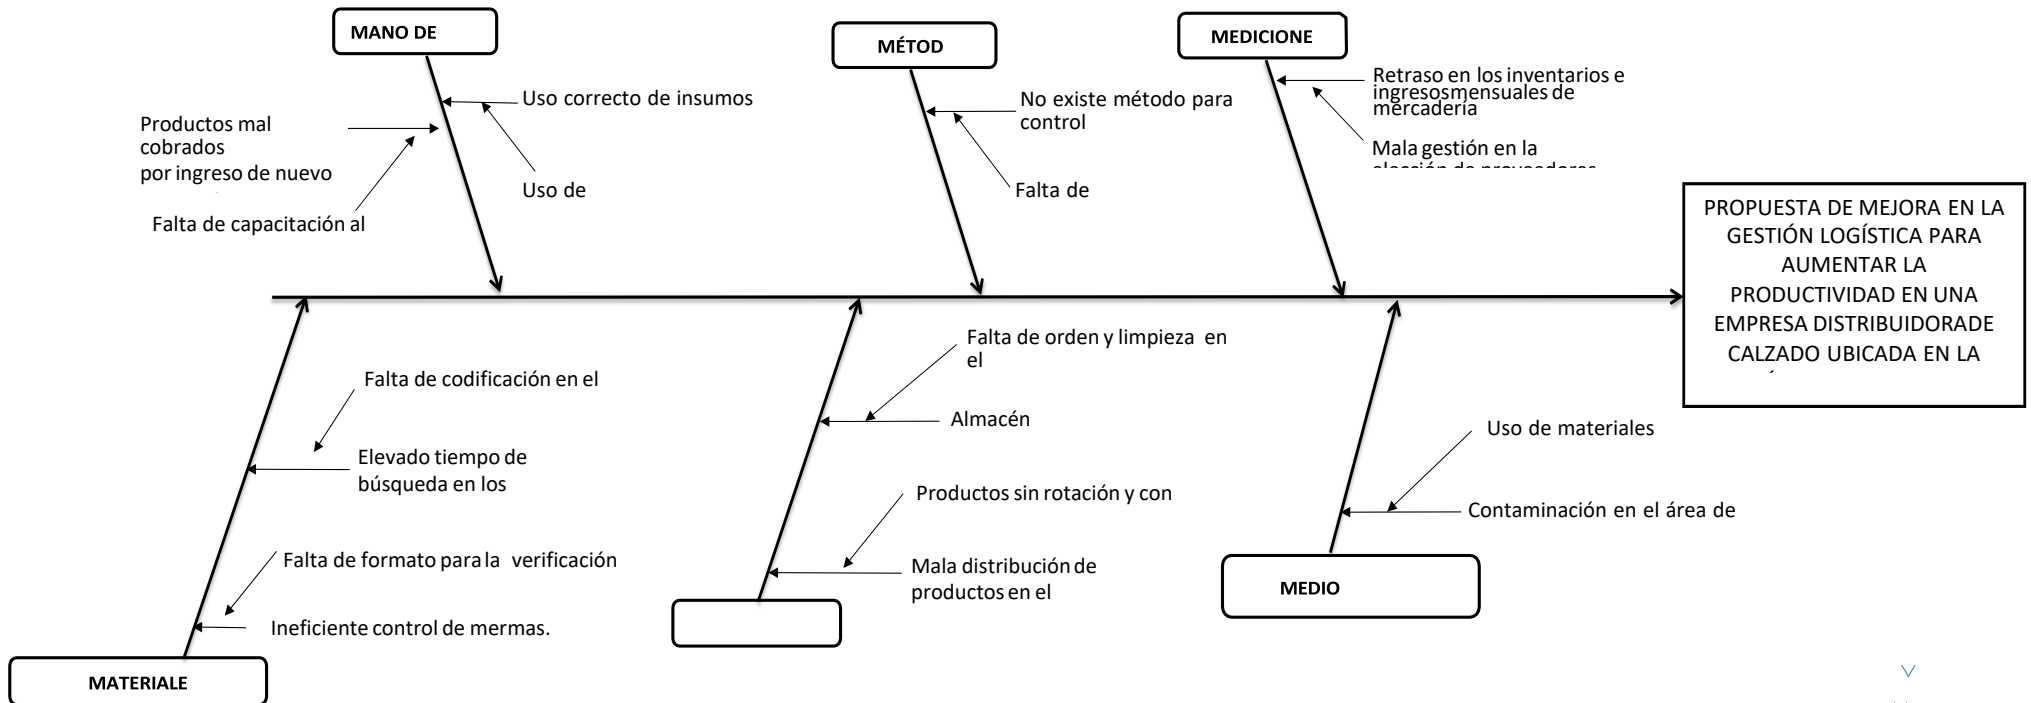 MANO DE
MÉTOD
MEDICIONE
Uso correcto de insumos
Productos mal
cobrados
por ingreso de nuevo
Uso de
Falta de capacitación al
No existe método para
control
Falta de
Retraso en los inventarios e
ingresosmensuales de
mercadería
Mala gestión en la
elección de proveedores
PROPUESTA DE MEJORA EN LA
GESTIÓN LOGÍSTICA PARA
AUMENTAR LA
PRODUCTIVIDAD EN UNA
EMPRESA DISTRIBUIDORADE
CALZADO UBICADA EN LA
Falta de codificación en el
Elevado tiempo de
búsqueda en los
Falta de formato para la verificación
Ineficiente control de mermas.
MATERIALE
Falta de orden y limpieza en
el
Almacén
Productos sin rotación y con
Mala distribución de
productos en el
Uso de materiales
Contaminación en el área de
MEDIO